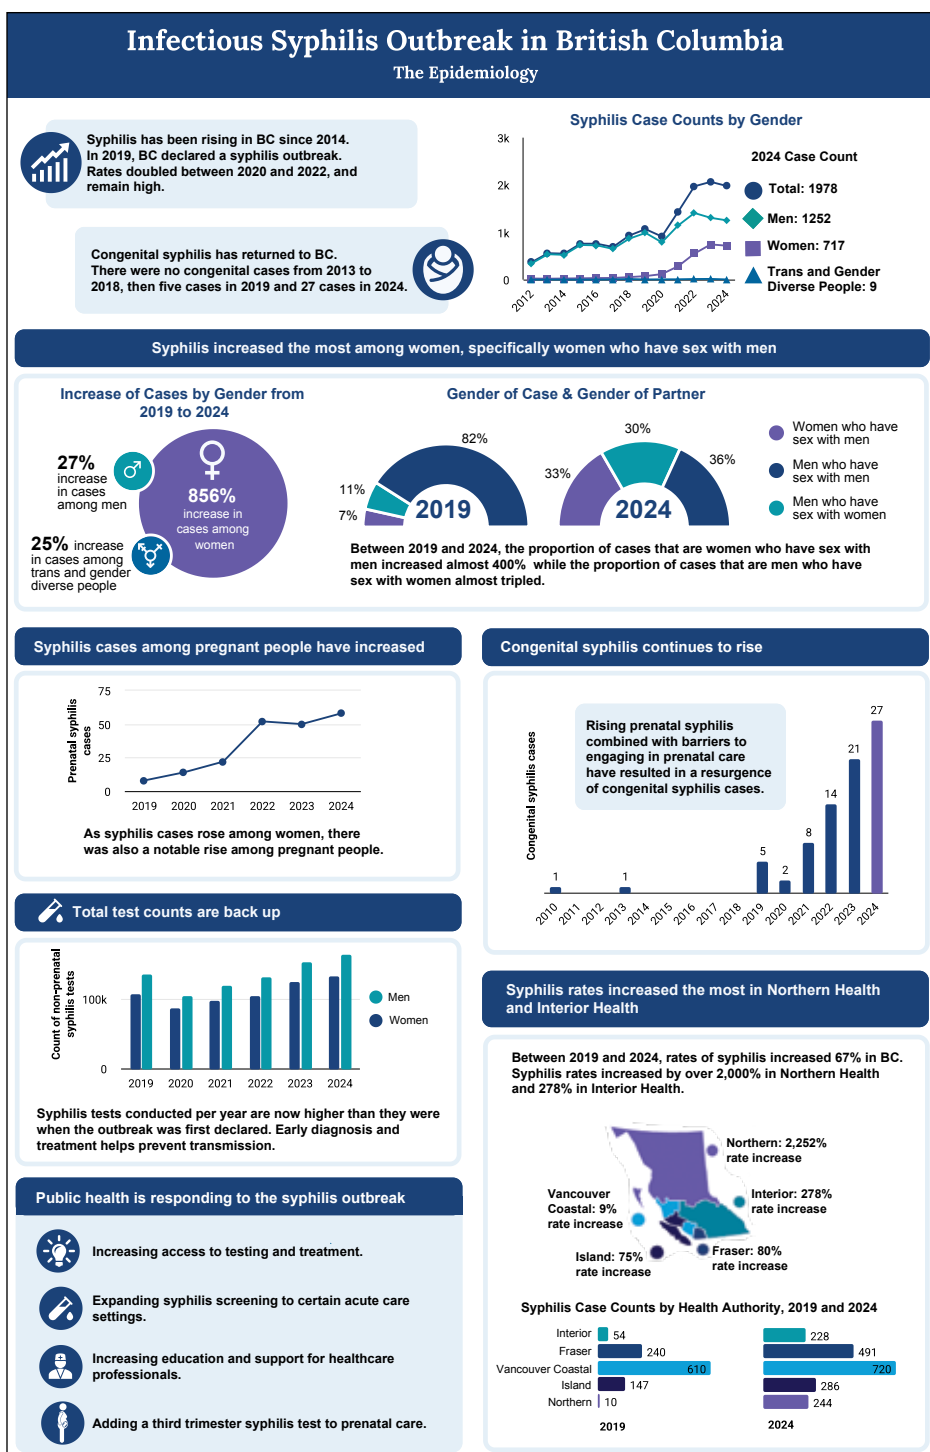 Infectious Syphilis Outbreak in British Columbia
The Epidemiology
Syphilis has been rising in BC since 2014.
In 2019, BC declared a syphilis outbreak.
Rates doubled between 2020 and 2022, and
remain high.
Congenital syphilis has returned to BC.
There were no congenital cases from 2013 to
2018, then five cases in 2019 and 27 cases in 2024.
Syphilis Case Counts by Gender
3k
2k
1k
0
2012
2014
2016
2018
2020
2022
2024
2024 Case Count
Total: 1978
Men: 1252
Women: 717
Trans and Gender
Diverse People: 9
Syphilis increased the most among women, specifically women who have sex with men
Increase of Cases by Gender from
2019 to 2024
27%
increase
in cases
among men
856%
increase in
cases among
women
25% increase
in cases among
trans and gender
diverse people
Gender of Case & Gender of Partner
82%
11%
7%
2019
30%
33%
36%
2024
Women who have
sex with men
Men who have
sex with men
Men who have
sex with women
Between 2019 and 2024, the proportion of cases that are women who have sex with
men increased almost 400% while the proportion of cases that are men who have
sex with women almost tripled.
Syphilis cases among pregnant people have increased
Prenatal syphilis
cases
75
50
25
0
2019
2020
2021
2022
2023
2024
As syphilis cases rose among women, there
was also a notable rise among pregnant people.
Congenital syphilis continues to rise
Rising prenatal syphilis
combined with barriers to
engaging in prenatal care
have resulted in a resurgence
of congenital syphilis cases.
Congenital syphilis cases
1
1
5
2
8
14
21
27
2010
2011
2012
2013
2014
2015
2016
2017
2018
2019
2020
2021
2022
2023
2024
Total test counts are back up
Count of non-prenatal
syphilis tests
100k
0
2019
2020
2021
2022
2023
2024
Men
Women
Syphilis tests conducted per year are now higher than they were
when the outbreak was first declared. Early diagnosis and
treatment helps prevent transmission.
Syphilis rates increased the most in Northern Health
and Interior Health
Between 2019 and 2024, rates of syphilis increased 67% in BC.
Syphilis rates increased by over 2,000% in Northern Health
and 278% in Interior Health.
Northern: 2,252%
rate increase
Vancouver
Coastal: 9%
rate increase
Interior: 278%
rate increase
Island: 75%
rate increase
Fraser: 80%
rate increase
Syphilis Case Counts by Health Authority, 2019 and 2024
Interior 54 228
Fraser 240 491
Vancouver Coastal 610 720
Island 147 286
Northern 10 244
2019 2024
Public health is responding to the syphilis outbreak
Increasing access to testing and treatment.
Expanding syphilis screening to certain acute care
settings.
Increasing education and support for healthcare
professionals.
Adding a third trimester syphilis test to prenatal care.